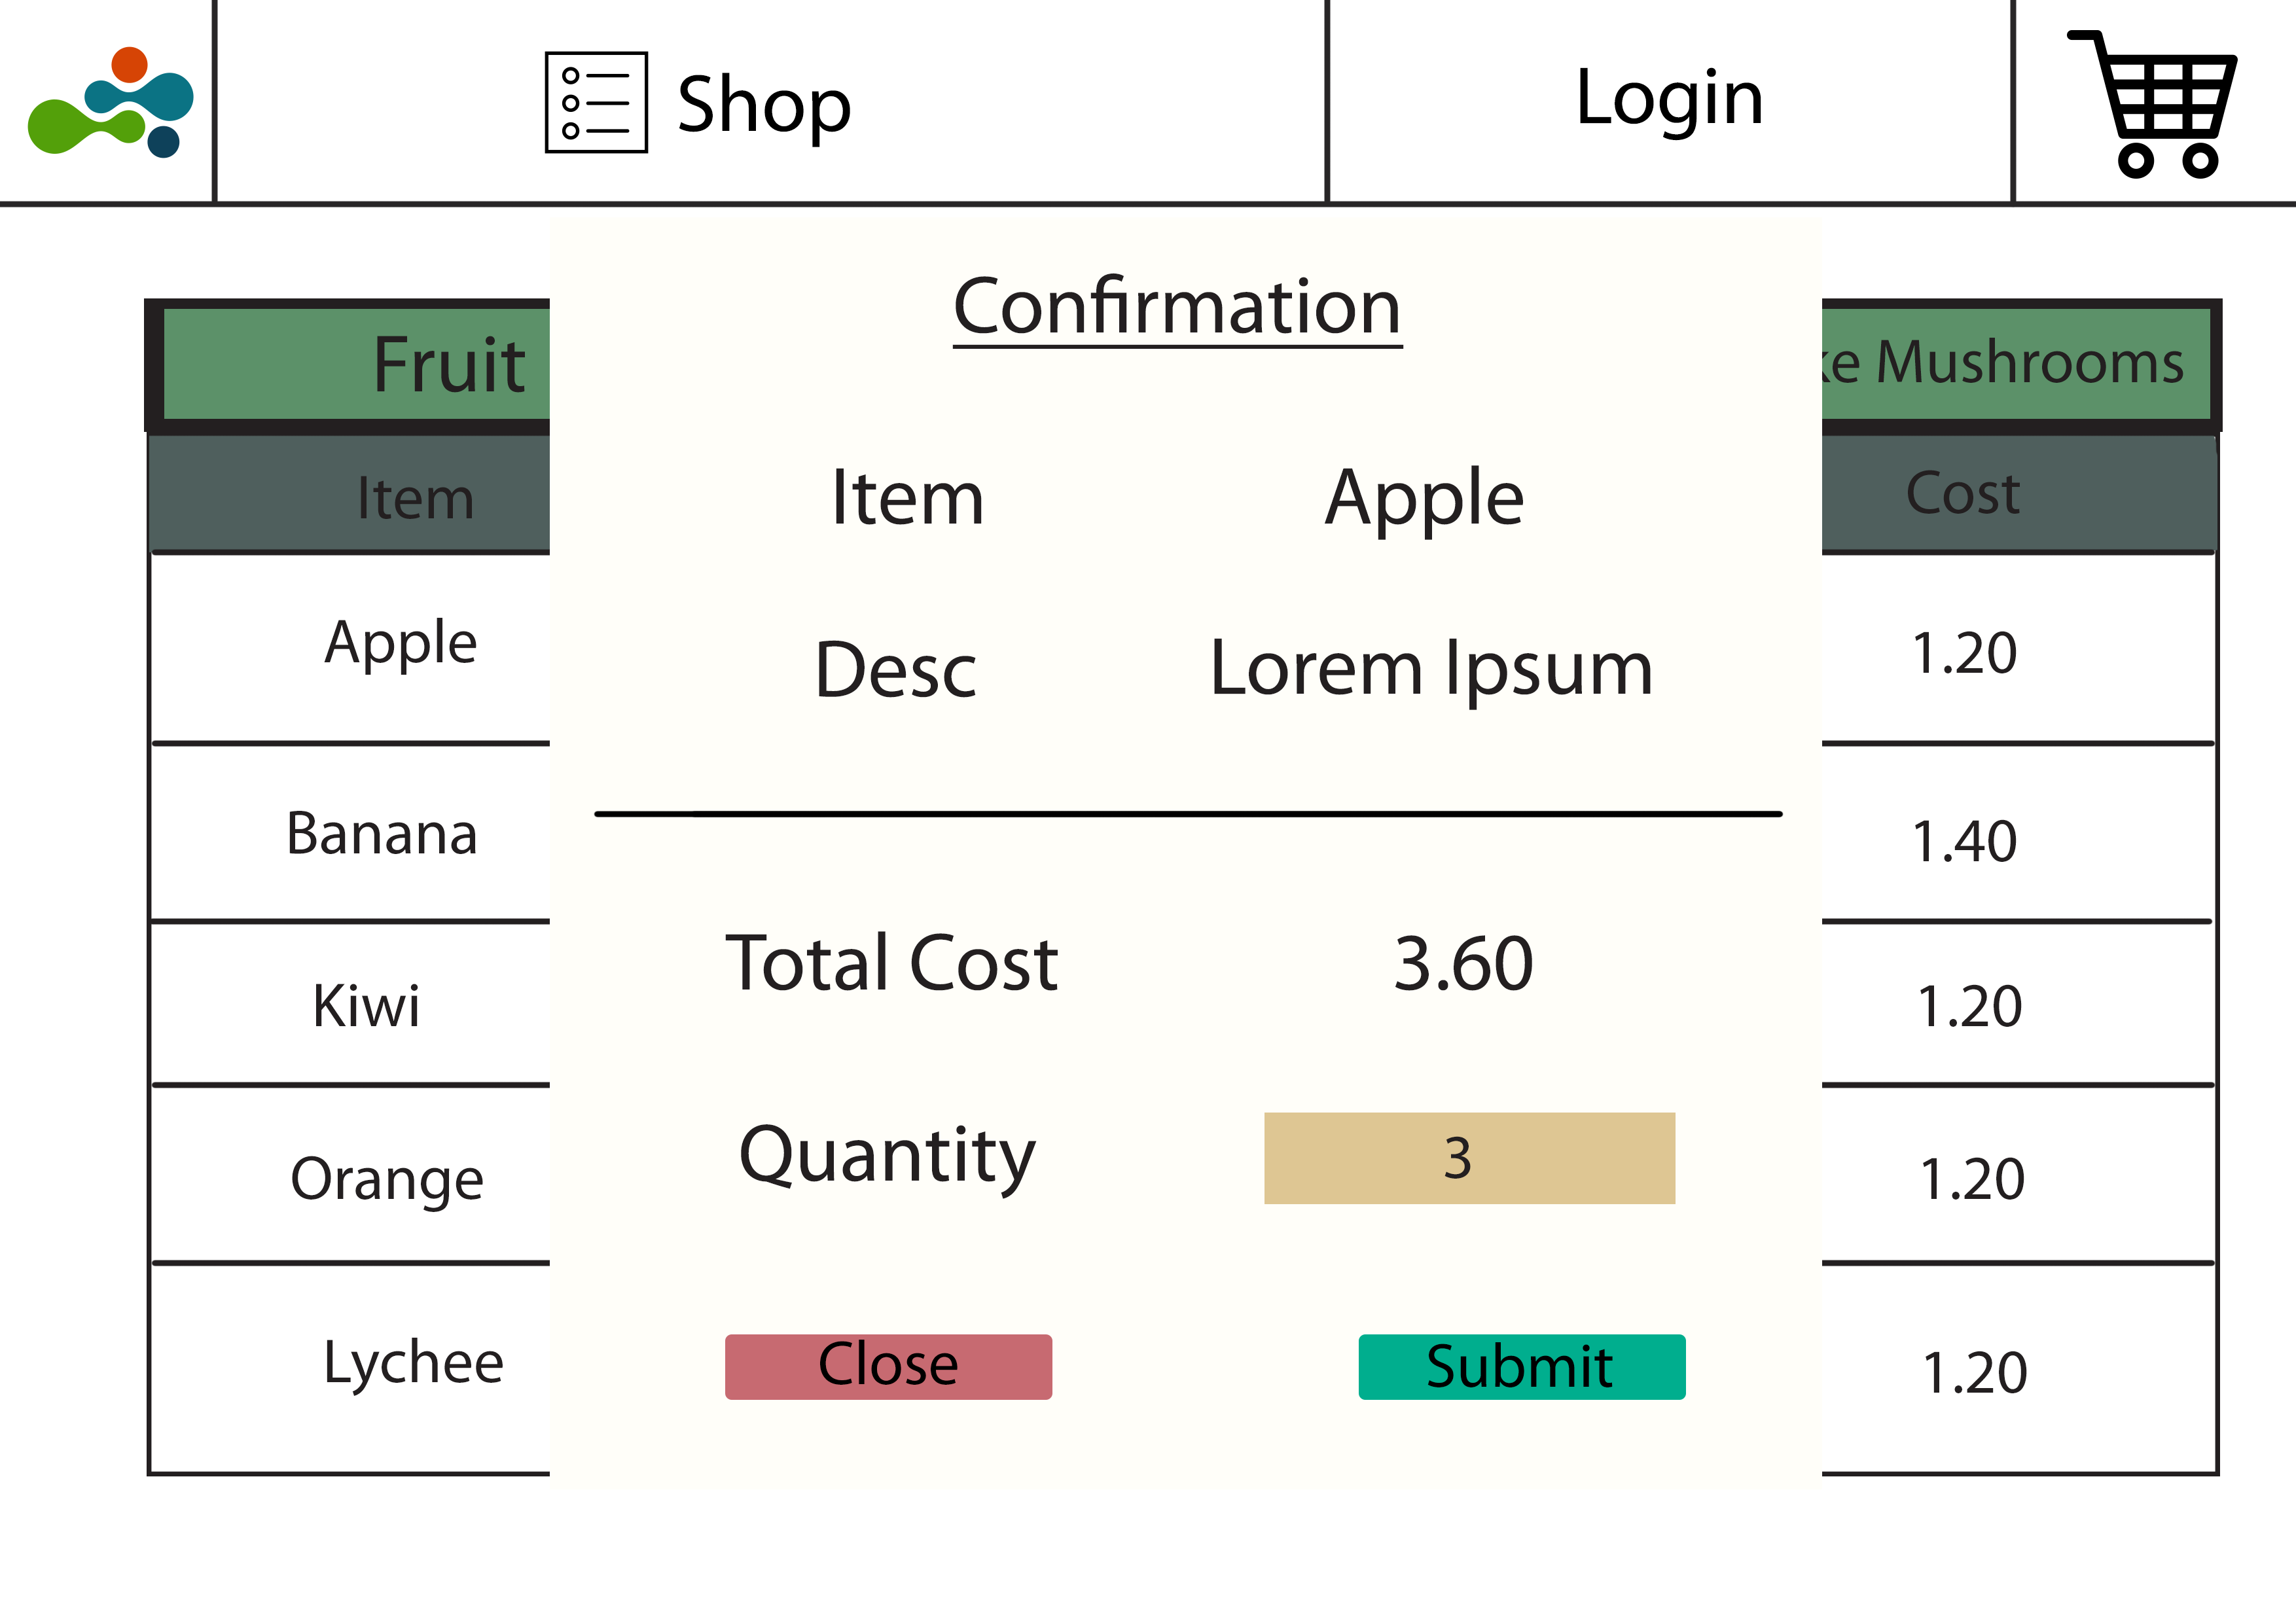 Shop
Login
Confirmation
Fruit
Mushrooms
Item
Item
Apple
Cost
Apple
Desc
Lorem Ipsum
1.20
Banana
1.40
Total Cost
3.60
Kiwi
1.20
Orange
Quantity
3
1.20
Lychee
Close
Submit
1.20